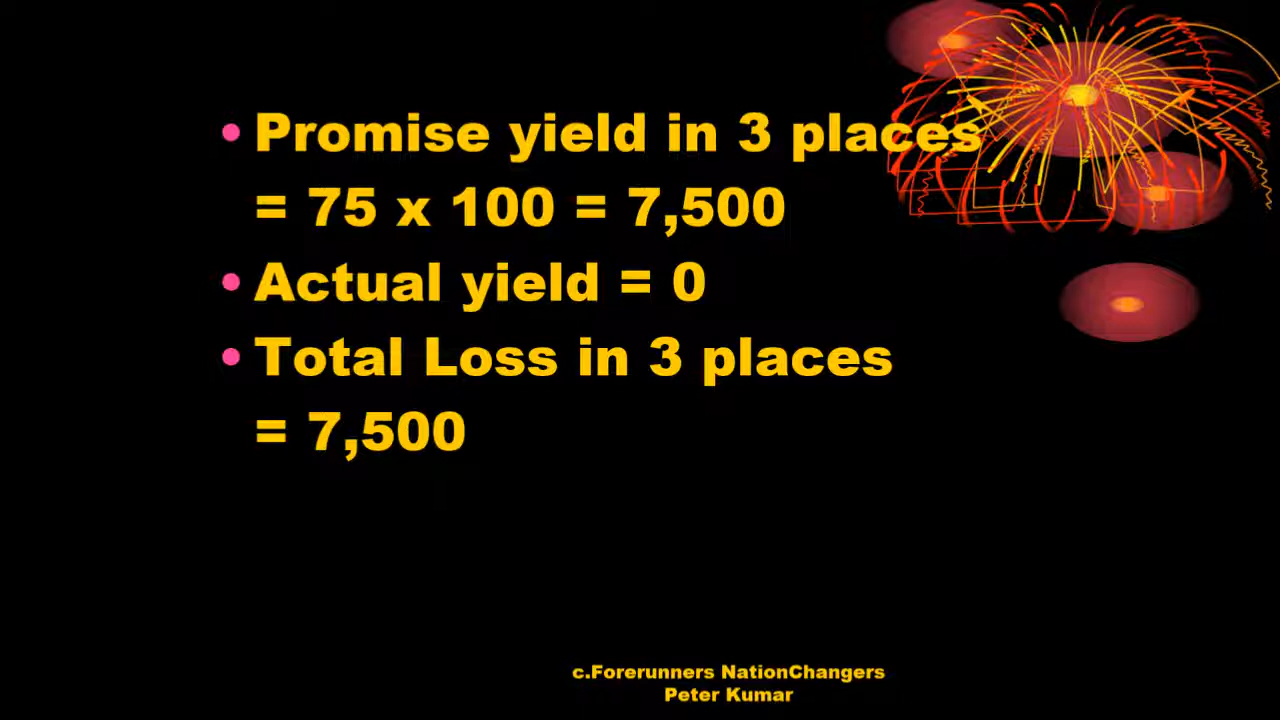 • Promise yield in 3 places
= 75 x 100 = 7,500
• Actual yield = 0
• Total Loss in 3 places
= 7,500
c.Forerunners NationChangers
Peter Kumar